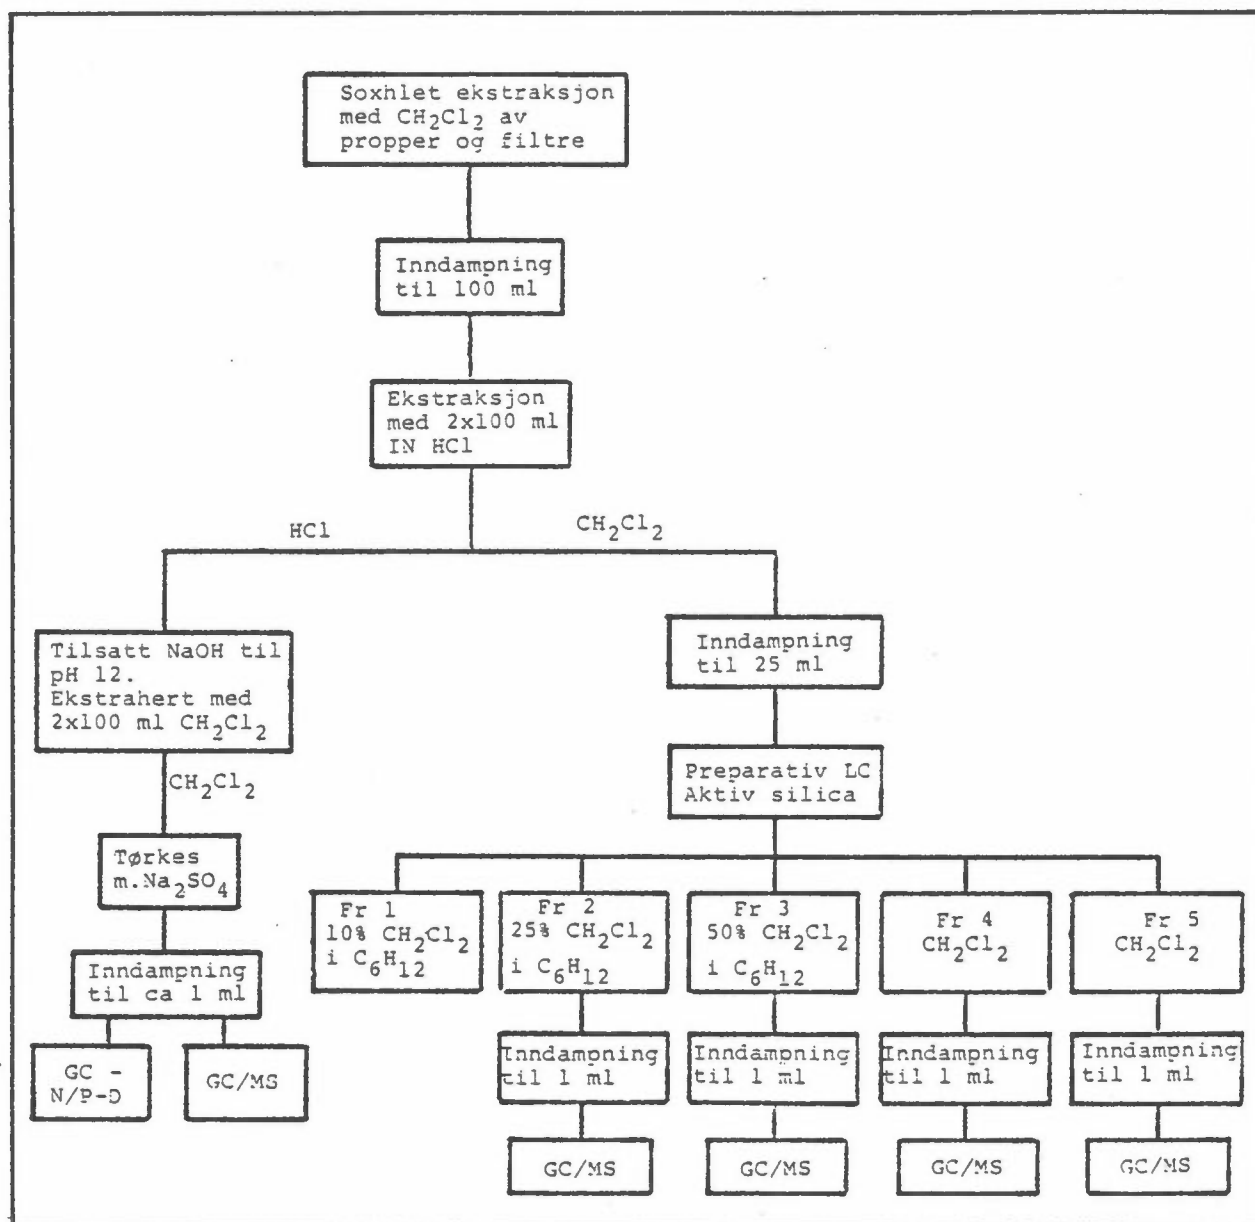 Soxhlet ekstraksjon
med CH₂Cl₂ av
propper og filtre
Inndampning
til 100 ml
Ekstraksjon
med 2x100 ml
IN HCl
HCl
CH₂Cl₂
Tilsatt NaOH til
pH 12.
Ekstrahert med
2x100 ml CH₂Cl₂
CH₂Cl₂
Tørkes
m.Na₂SO₄
Inndampning
til ca 1 ml
GC -
N/P-D
GC/MS
Inndampning
til 25 ml
Preparativ LC
Aktiv silica
Fr 1
10% CH₂Cl₂
i C₆H₁₂
Fr 2
25% CH₂Cl₂
i C₆H₁₂
Fr 3
50% CH₂Cl₂
i C₆H₁₂
Fr 4
CH₂Cl₂
Fr 5
CH₂Cl₂
Inndampning
til 1 ml
Inndampning
til 1 ml
Inndampning
til 1 ml
Inndampning
til 1 ml
GC/MS
GC/MS
GC/MS
GC/MS